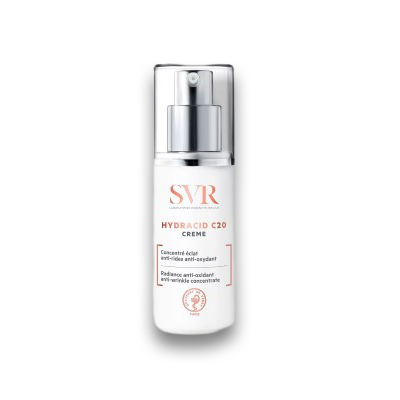 SVR
HYDRACID C20
CREME
Concentré éclat
anti-rides anti-oxydant
Radiance anti-oxidant
anti-wrinkle concentrate